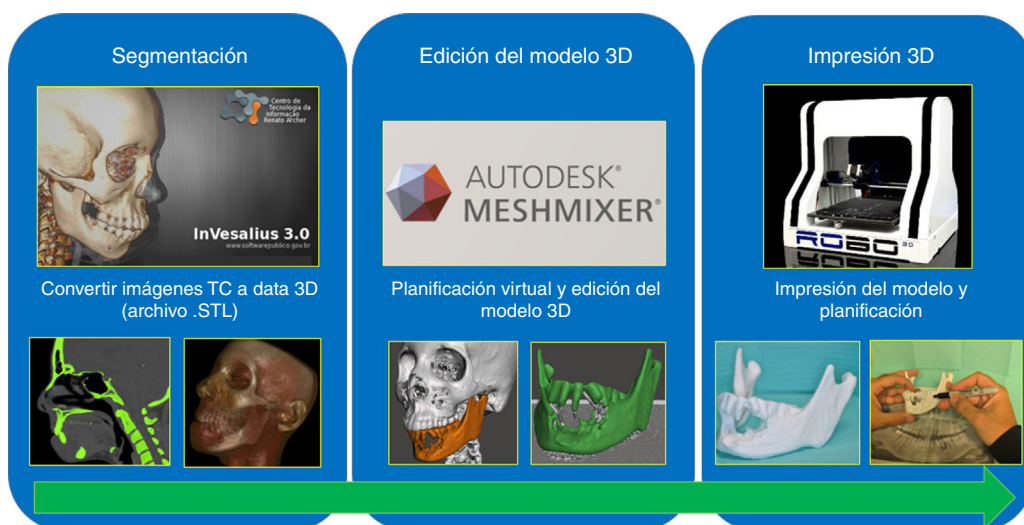 Segmentación
Centro de
Tecnologia da
Informação
Renato Archer
InVesalius 3.0
www.softwarepublico.gov.br
Convertir imágenes TC a data 3D
(archivo .STL)
Edición del modelo 3D
AUTODESK®
MESHMIXER®
Planificación virtual y edición del
modelo 3D
Impresión 3D
ROBO 3D
Impresión del modelo y
planificación